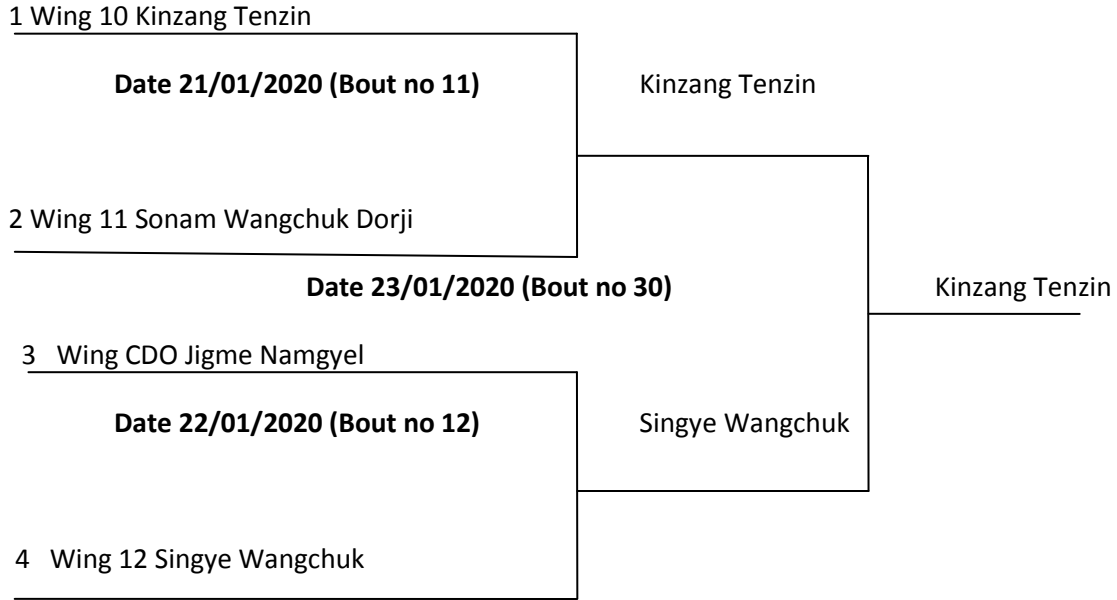 1 Wing 10 Kinzang Tenzin
Date 21/01/2020 (Bout no 11)
Kinzang Tenzin
2 Wing 11 Sonam Wangchuk Dorji
Date 23/01/2020 (Bout no 30)
Kinzang Tenzin
3 Wing CDO Jigme Namgyel
Date 22/01/2020 (Bout no 12)
Singye Wangchuk
4 Wing 12 Singye Wangchuk